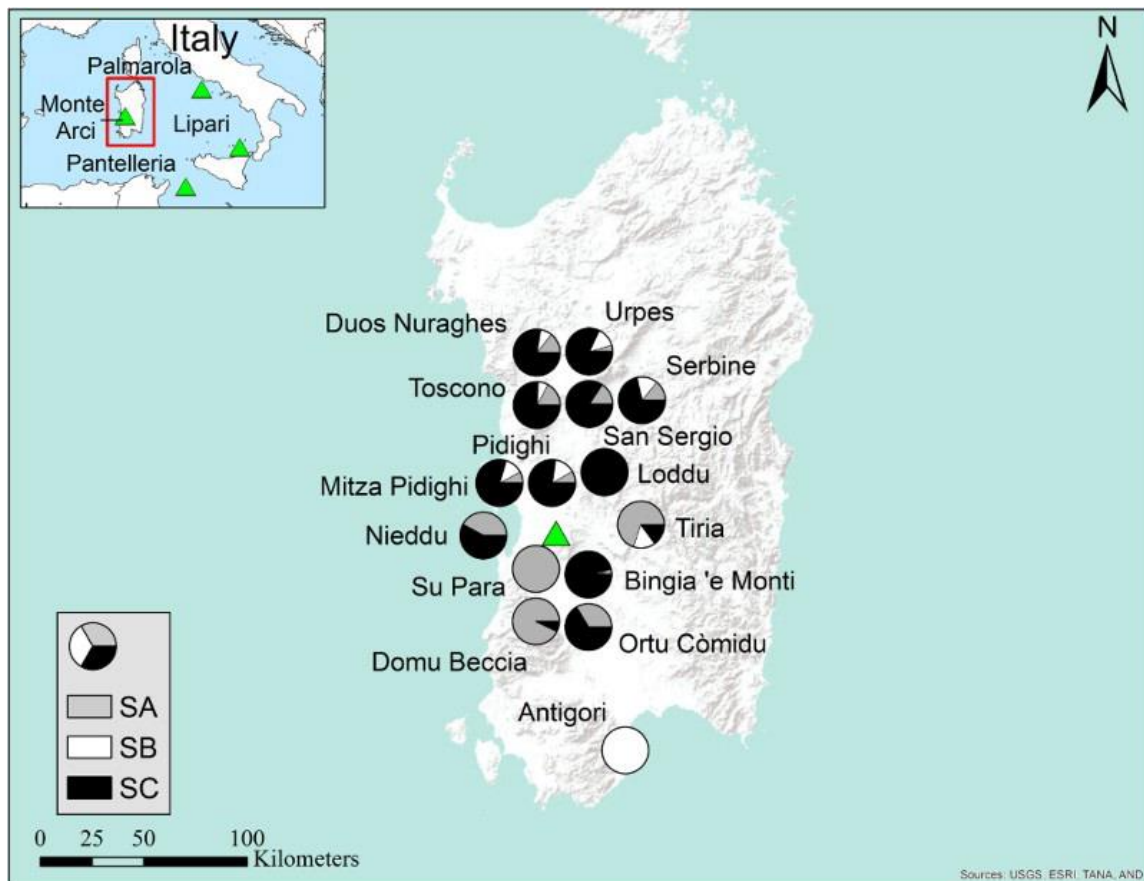 Italy
Palmarola
Monte
Arci
Lipari
Pantelleria
N
Urpes
Duos Nuraghes
Serbine
Toscono
San Sergio
Pidighi
Loddu
Mitza Pidighi
Nieddu
Tiria
Su Para
Bingia 'e Monti
Ortu Còmidu
Domu Beccia
Antigori
SA
SB
SC
0 25 50 100
Kilometers
Sources: USGS, ESRI, TANA, AND